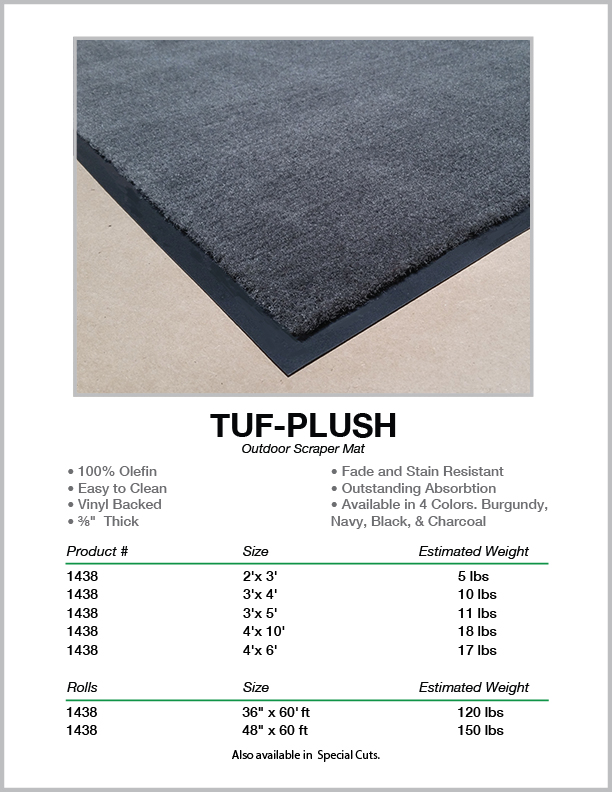 TUF-PLUSH
Outdoor Scraper Mat
• 100% Olefin
• Easy to Clean
• Vinyl Backed
• ⅜" Thick
• Fade and Stain Resistant
• Outstanding Absorbtion
• Available in 4 Colors. Burgundy,
Navy, Black, & Charcoal
Product # Size Estimated Weight
1438 2'x 3' 5 lbs
1438 3'x 4' 10 lbs
1438 3'x 5' 11 lbs
1438 4'x 10' 18 lbs
1438 4'x 6' 17 lbs
Rolls Size Estimated Weight
1438 36" x 60' ft 120 lbs
1438 48" x 60 ft 150 lbs
Also available in Special Cuts.